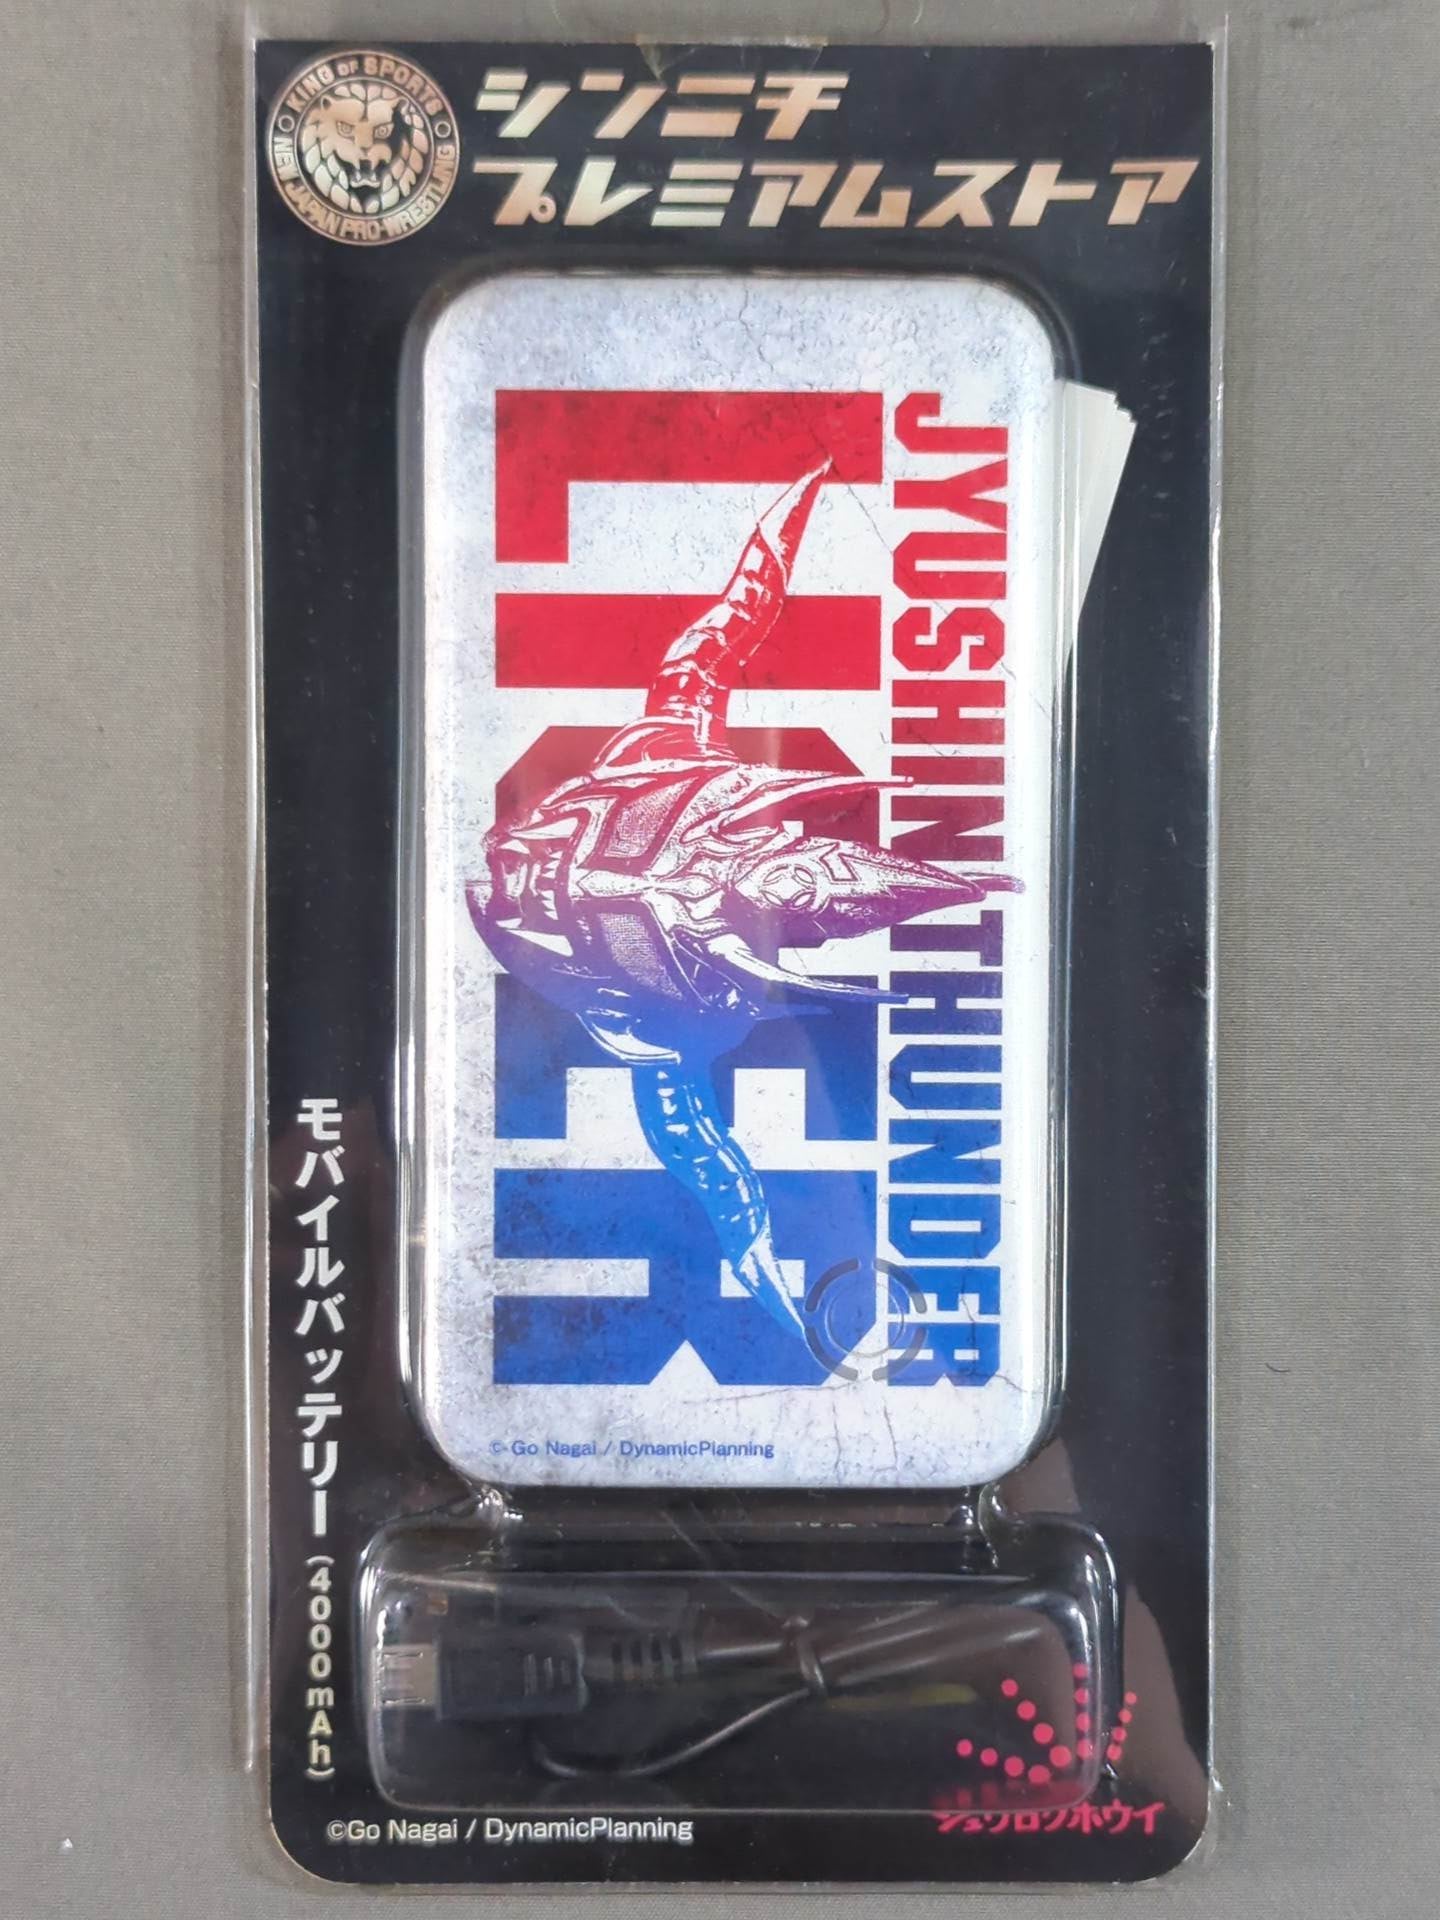 KING OF SPORTS
NEW JAPAN PRO-WRESTLING
シンニチ
プレミアムストア
JYUSHIN THUNDER
LIGER
© Go Nagai / DynamicPlanning
モバイルバッテリー(4000mAh)
©Go Nagai / DynamicPlanning
ジュウロクホウイ